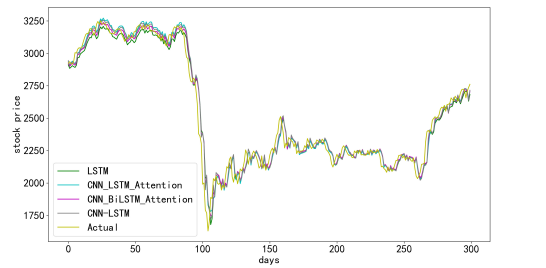 3250
3000
2750
2500
2250
2000
1750
stock price
LSTM
CNN_LSTM_Attention
CNN_BiLSTM_Attention
CNN-LSTM
Actual
0 50 100 150 200 250 300
days